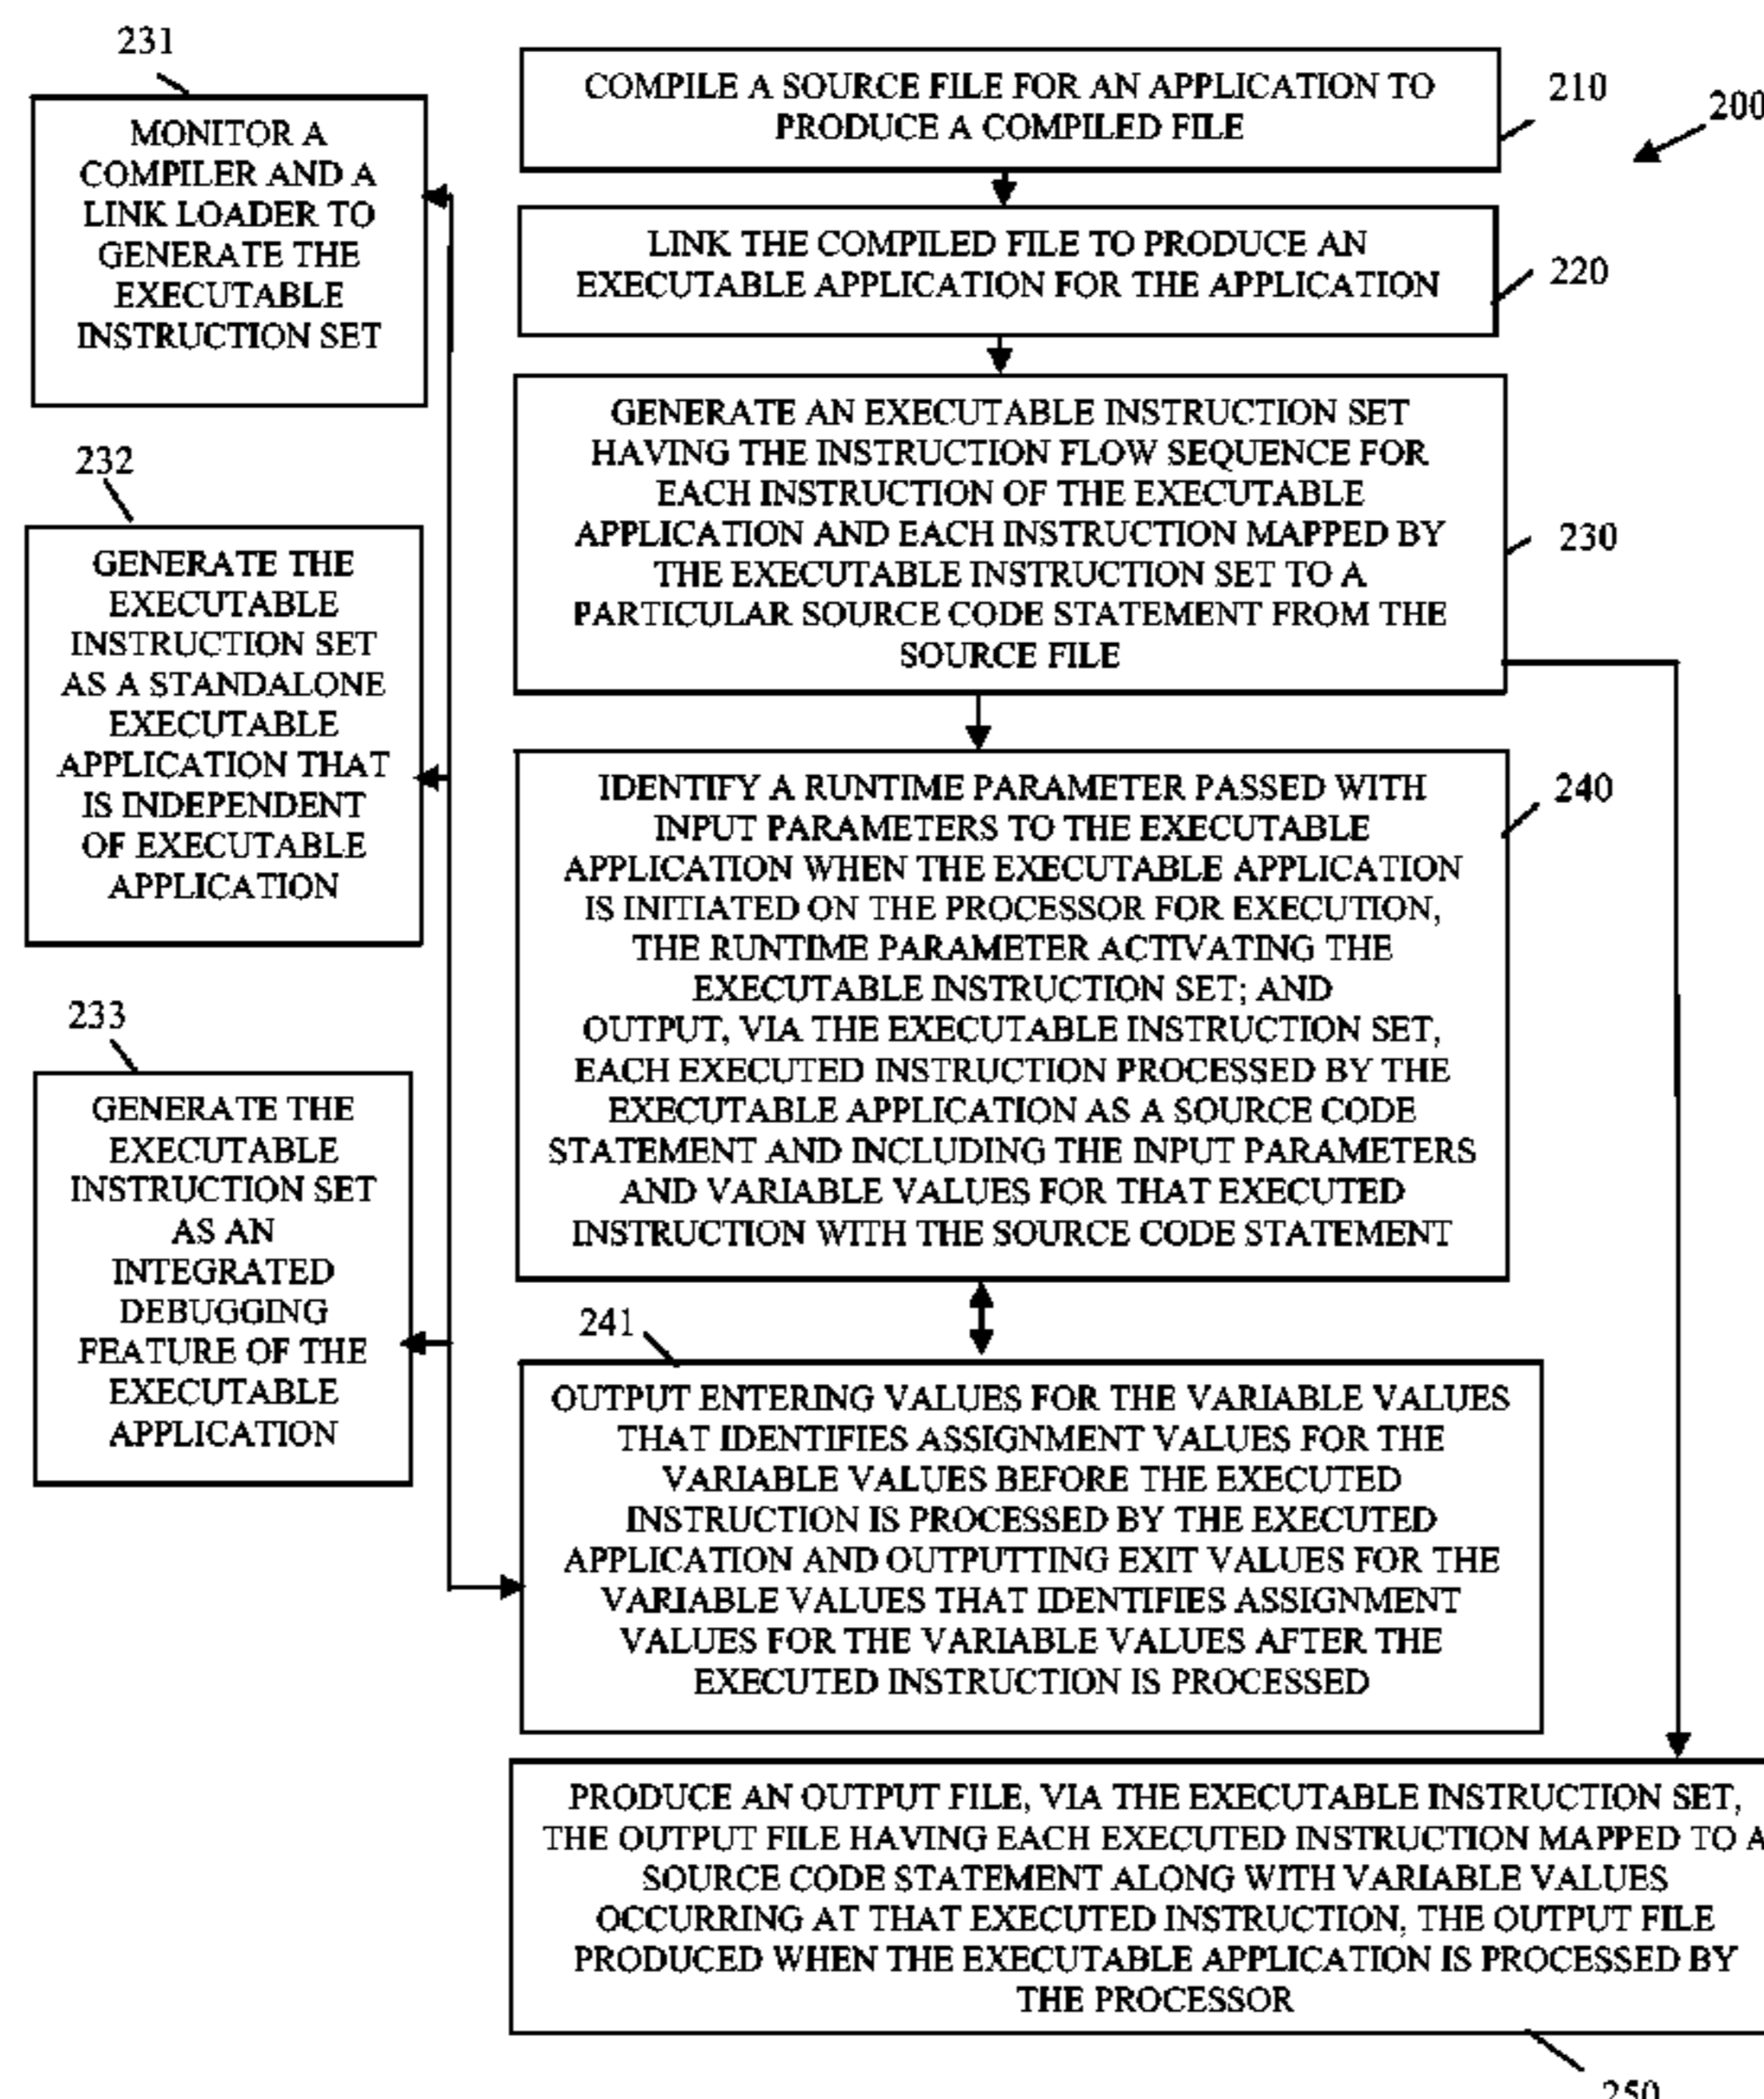 231
MONITOR A
COMPILER AND A
LINK LOADER TO
GENERATE THE
EXECUTABLE
INSTRUCTION SET
232
GENERATE THE
EXECUTABLE
INSTRUCTION SET
AS A STANDALONE
EXECUTABLE
APPLICATION THAT
IS INDEPENDENT
OF EXECUTABLE
APPLICATION
233
GENERATE THE
EXECUTABLE
INSTRUCTION SET
AS AN
INTEGRATED
DEBUGGING
FEATURE OF THE
EXECUTABLE
APPLICATION
COMPILE A SOURCE FILE FOR AN APPLICATION TO
PRODUCE A COMPILED FILE
210
200
LINK THE COMPILED FILE TO PRODUCE AN
EXECUTABLE APPLICATION FOR THE APPLICATION
220
GENERATE AN EXECUTABLE INSTRUCTION SET
HAVING THE INSTRUCTION FLOW SEQUENCE FOR
EACH INSTRUCTION OF THE EXECUTABLE
APPLICATION AND EACH INSTRUCTION MAPPED BY
THE EXECUTABLE INSTRUCTION SET TO A
PARTICULAR SOURCE CODE STATEMENT FROM THE
SOURCE FILE
230
IDENTIFY A RUNTIME PARAMETER PASSED WITH
INPUT PARAMETERS TO THE EXECUTABLE
APPLICATION WHEN THE EXECUTABLE APPLICATION
IS INITIATED ON THE PROCESSOR FOR EXECUTION,
THE RUNTIME PARAMETER ACTIVATING THE
EXECUTABLE INSTRUCTION SET; AND
OUTPUT, VIA THE EXECUTABLE INSTRUCTION SET,
EACH EXECUTED INSTRUCTION PROCESSED BY THE
EXECUTABLE APPLICATION AS A SOURCE CODE
STATEMENT AND INCLUDING THE INPUT PARAMETERS
AND VARIABLE VALUES FOR THAT EXECUTED
INSTRUCTION WITH THE SOURCE CODE STATEMENT
240
241
OUTPUT ENTERING VALUES FOR THE VARIABLE VALUES
THAT IDENTIFIES ASSIGNMENT VALUES FOR THE
VARIABLE VALUES BEFORE THE EXECUTED
INSTRUCTION IS PROCESSED BY THE EXECUTED
APPLICATION AND OUTPUTTING EXIT VALUES FOR THE
VARIABLE VALUES THAT IDENTIFIES ASSIGNMENT
VALUES FOR THE VARIABLE VALUES AFTER THE
EXECUTED INSTRUCTION IS PROCESSED
PRODUCE AN OUTPUT FILE, VIA THE EXECUTABLE INSTRUCTION SET,
THE OUTPUT FILE HAVING EACH EXECUTED INSTRUCTION MAPPED TO A
SOURCE CODE STATEMENT ALONG WITH VARIABLE VALUES
OCCURRING AT THAT EXECUTED INSTRUCTION, THE OUTPUT FILE
PRODUCED WHEN THE EXECUTABLE APPLICATION IS PROCESSED BY
THE PROCESSOR
250